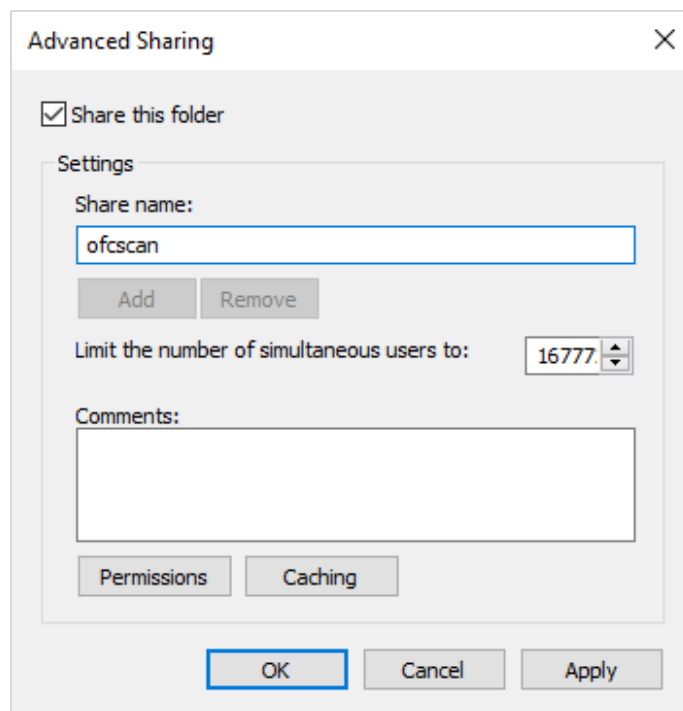 Advanced Sharing
Share this folder
Settings
Share name:
ofcscan
Add Remove
Limit the number of simultaneous users to: 16777
Comments:
Permissions Caching
OK Cancel Apply